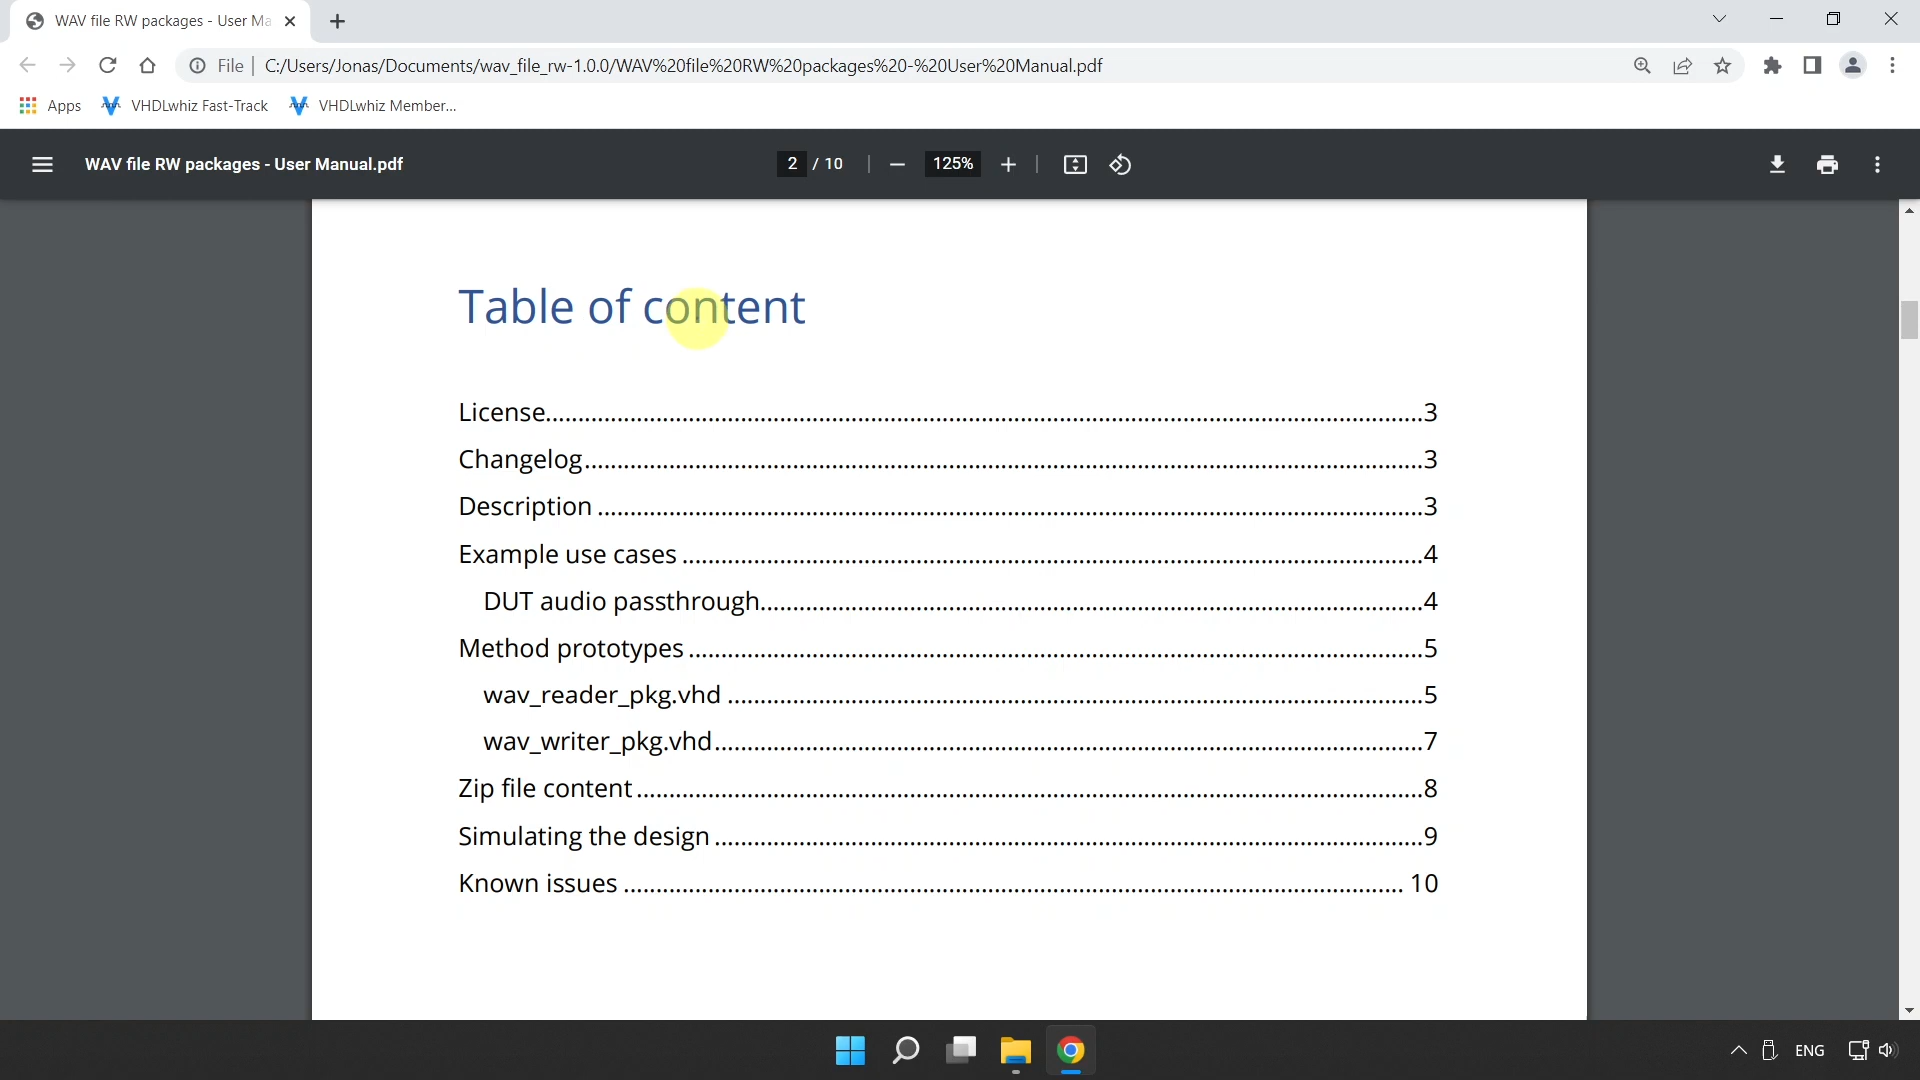 WAV file RW packages - User Ma
File
C:/Users/Jonas/Documents/wav_file_rw-1.0.0/WAV%20file%20RW%20packages%20-%20User%20Manual.pdf
Apps
VHDLwhiz Fast-Track
VHDLwhiz Member...
WAV file RW packages - User Manual.pdf
2 / 10
125%
Table of content
License 3
Changelog 3
Description 3
Example use cases 4
DUT audio passthrough 4
Method prototypes 5
wav_reader_pkg.vhd 5
wav_writer_pkg.vhd 7
Zip file content 8
Simulating the design 9
Known issues 10
ENG